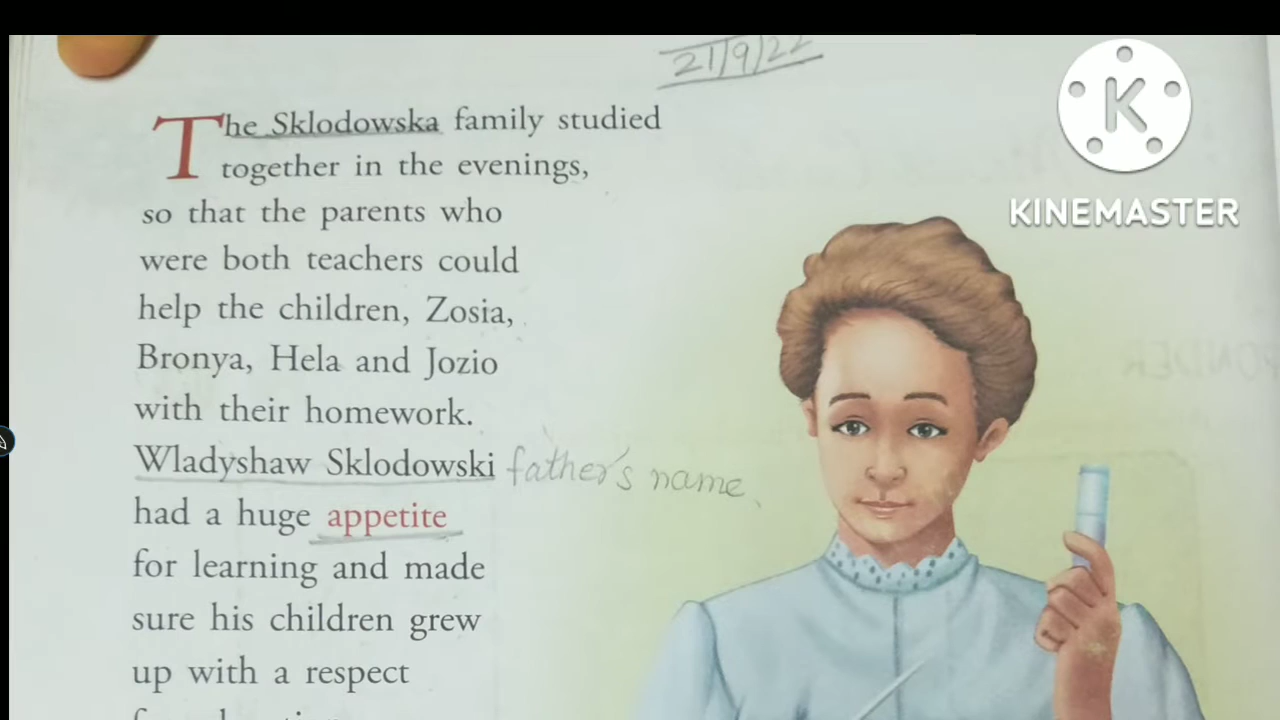 21/9/22
K
KINEMASTER
The Sklodowska family studied
together in the evenings,
so that the parents who
were both teachers could
help the children, Zosia,
Bronya, Hela and Jozio
with their homework.
Wladyshaw Sklodowski father's name.
had a huge appetite
for learning and made
sure his children grew
up with a respect